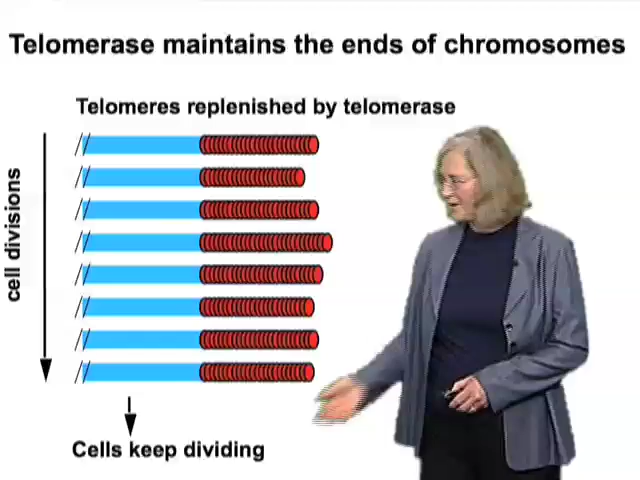 Telomerase maintains the ends of chromosomes
Telomeres replenished by telomerase
cell divisions
Cells keep dividing